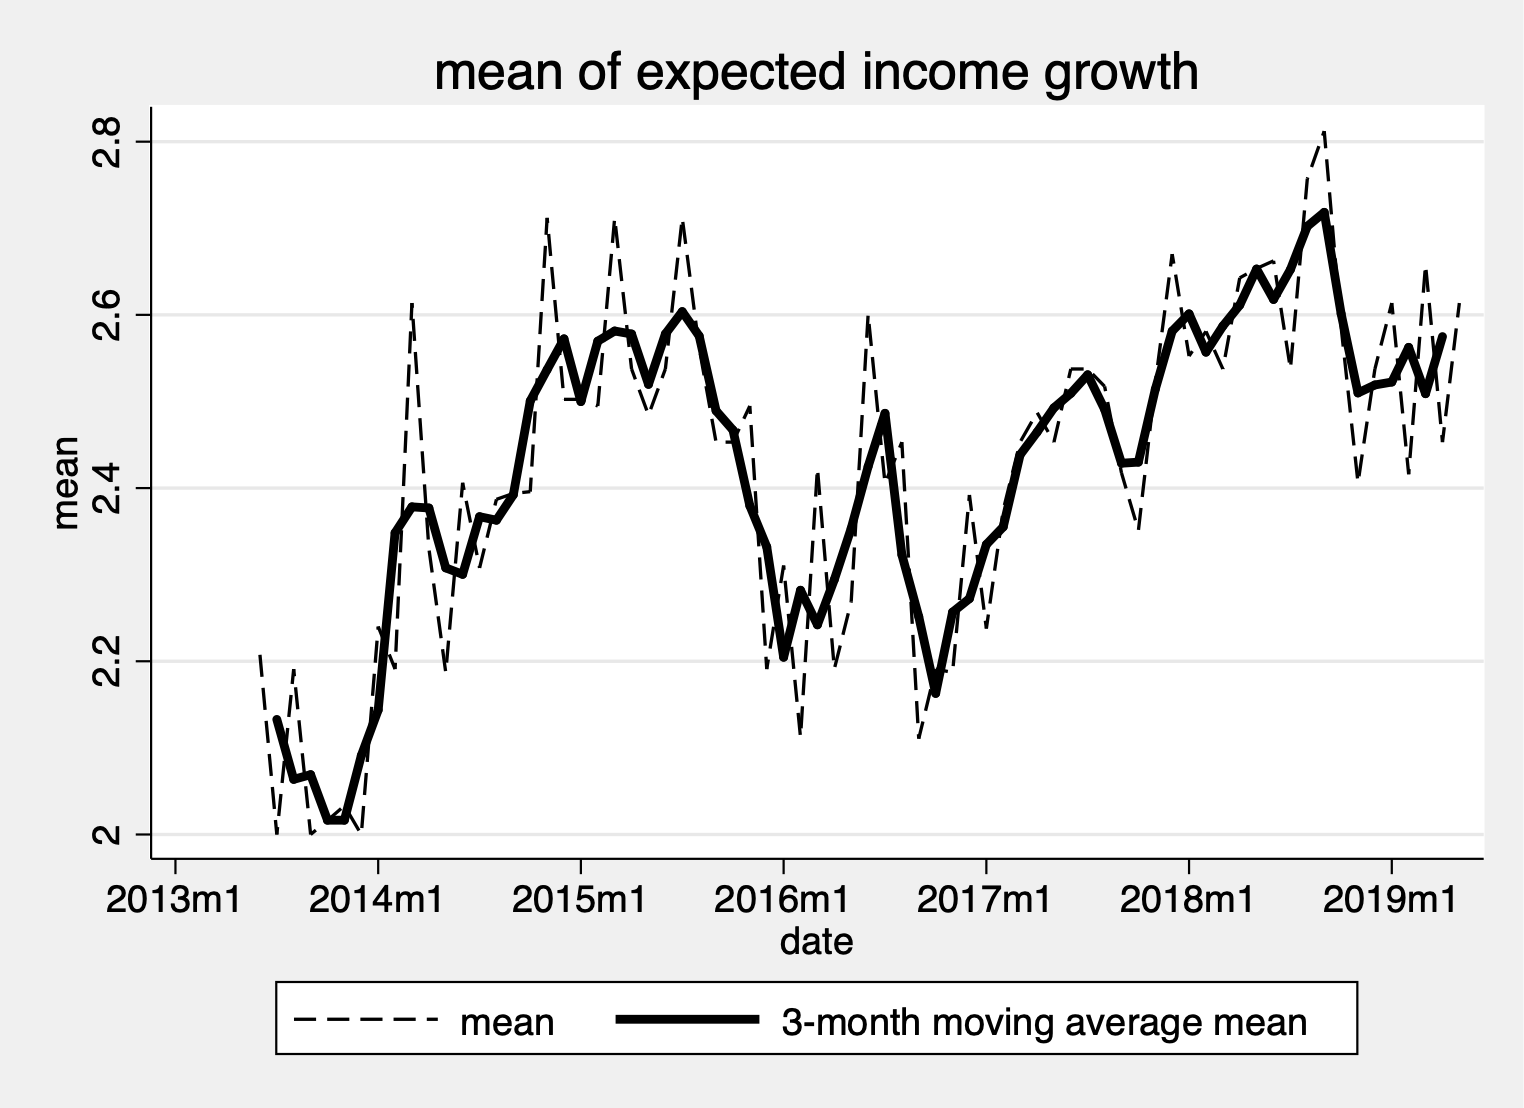 mean of expected income growth
mean
2.8
2.6
2.4
2.2
2
2013m1 2014m1 2015m1 2016m1 2017m1 2018m1 2019m1
date
mean 3-month moving average mean